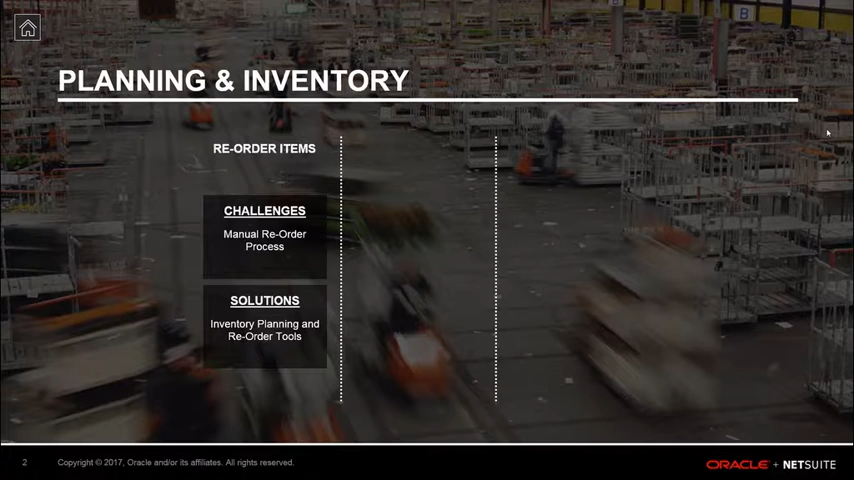 PLANNING & INVENTORY
RE-ORDER ITEMS
CHALLENGES
Manual Re-Order
Process
SOLUTIONS
Inventory Planning and
Re-Order Tools
2 Copyright © 2017, Oracle and/or its affiliates. All rights reserved.
ORACLE + NETSUITE
B